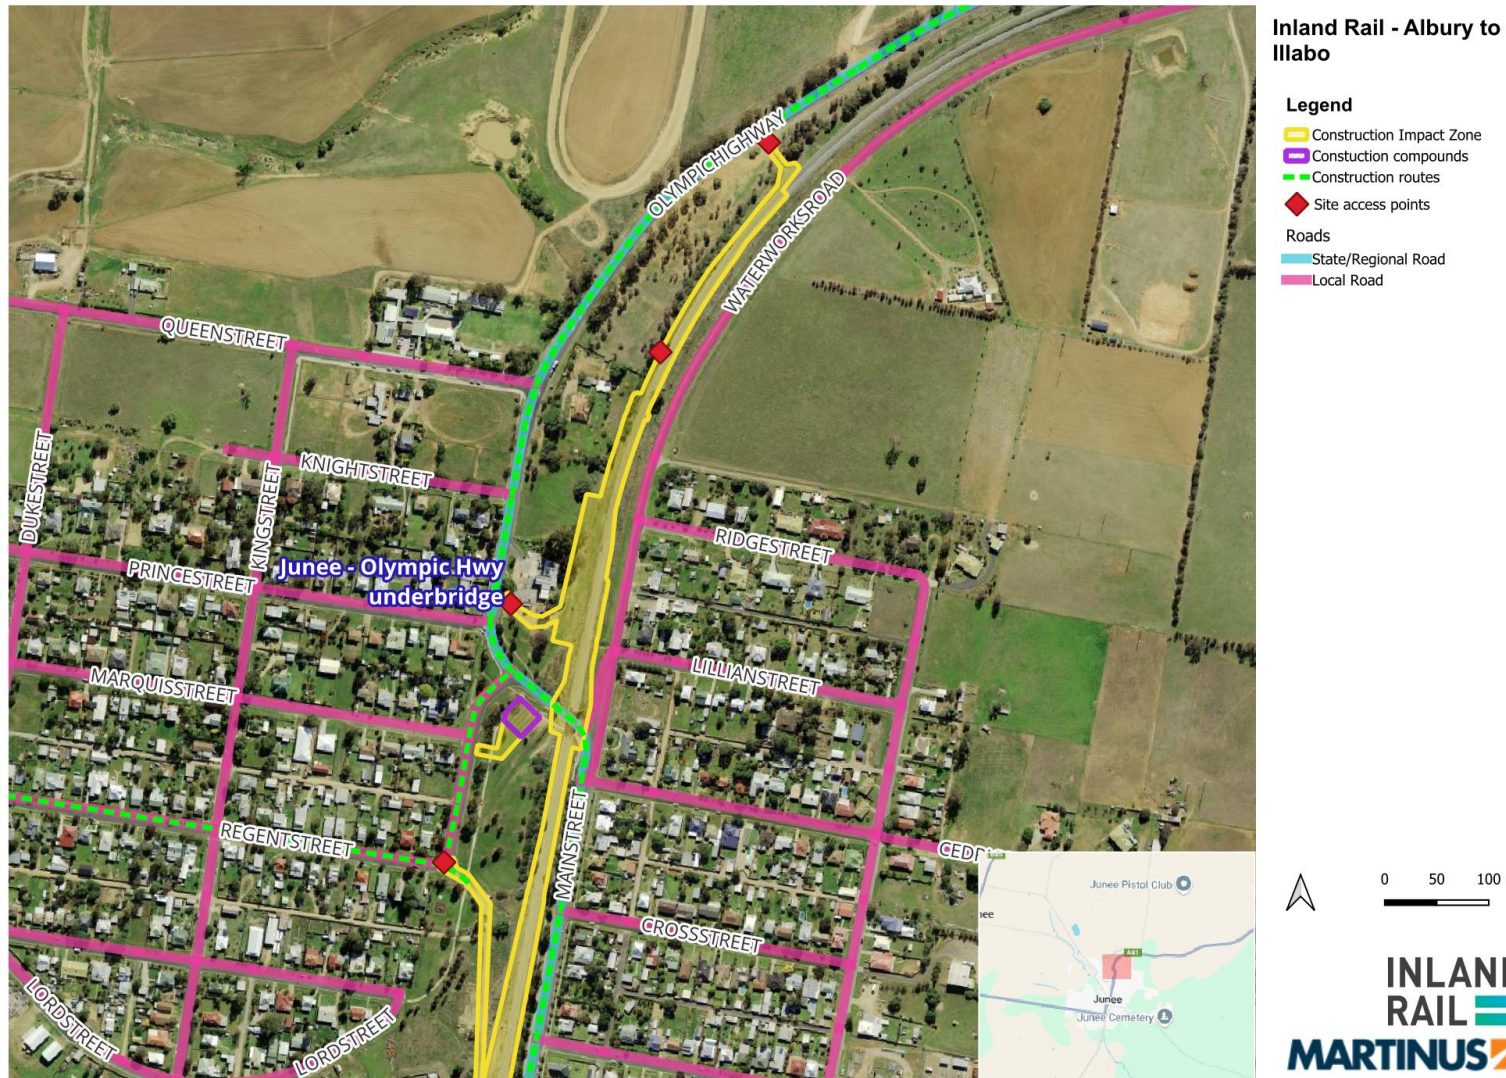 Inland Rail - Albury to
Illabo
Legend
Construction Impact Zone
Constuction compounds
Construction routes
Site access points
Roads
State/Regional Road
Local Road
OLYMPICHIGHWAY
WATERWORKSROAD
QUEENSTREET
KNIGHTSTREET
DUKESTREET
KINGSTREET
PRINCESTREET
Junee - Olympic Hwy
underbridge
RIDGESTREET
LILLIANSTREET
MARQUISSTREET
REGENTSTREET
MAINSTREET
CROSSSTREET
LORDSTREET
LORDSTREET
Junee Pistol Club
A41
Junee
Junee Cemetery
0 50 100
INLAND
RAIL
MARTINUS